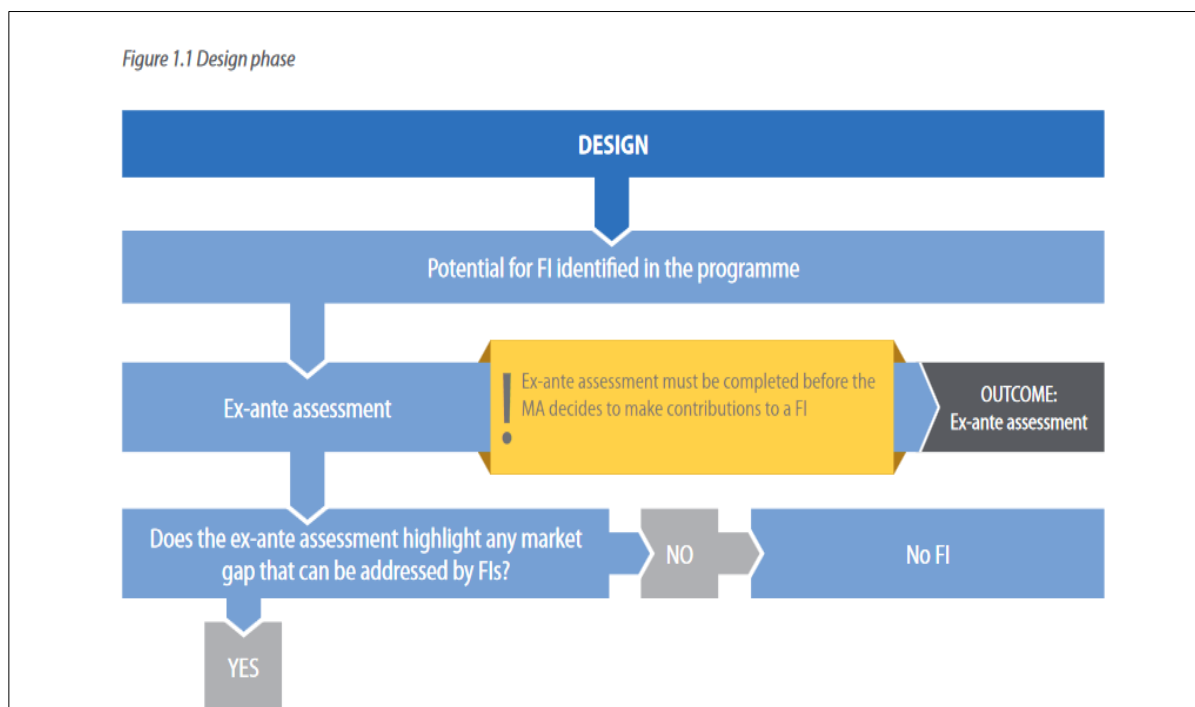 Figure 1.1 Design phase
DESIGN
Potential for FI identified in the programme
Ex-ante assessment
!
Ex-ante assessment must be completed before the
MA decides to make contributions to a FI
OUTCOME:
Ex-ante assessment
Does the ex-ante assessment highlight any market
gap that can be addressed by FIs?
NO
No FI
YES